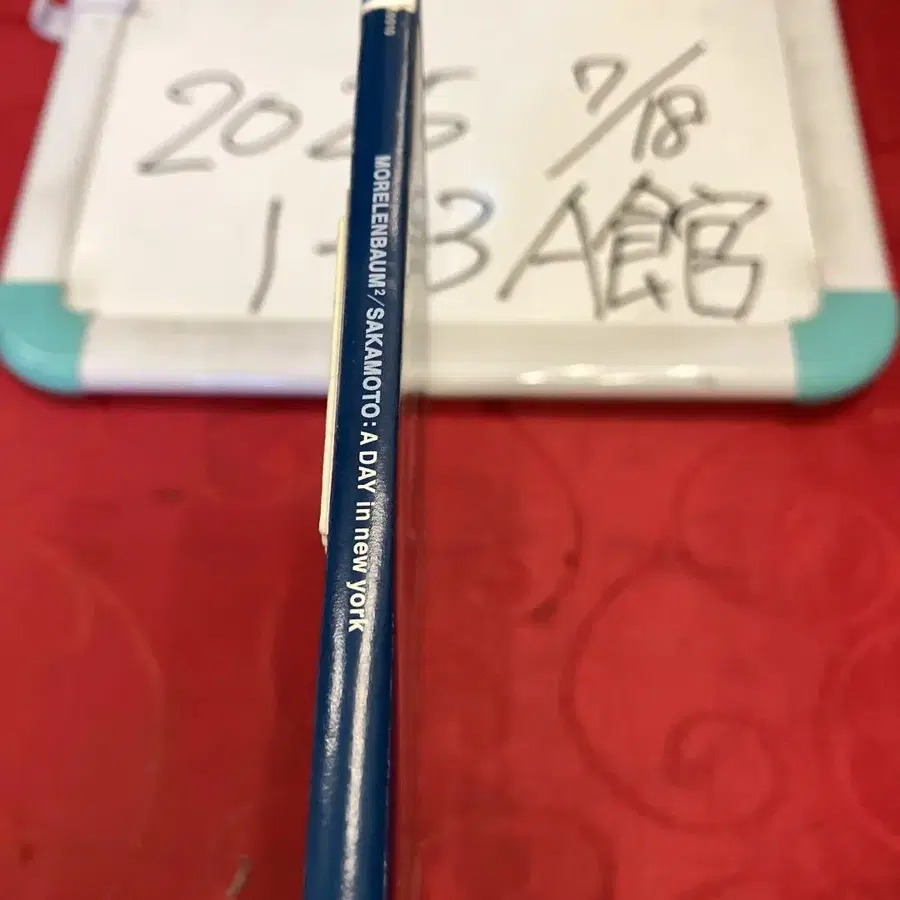 2025 7/18
1-3 A館
MORELENBAUM²/SAKAMOTO: A DAY in new york